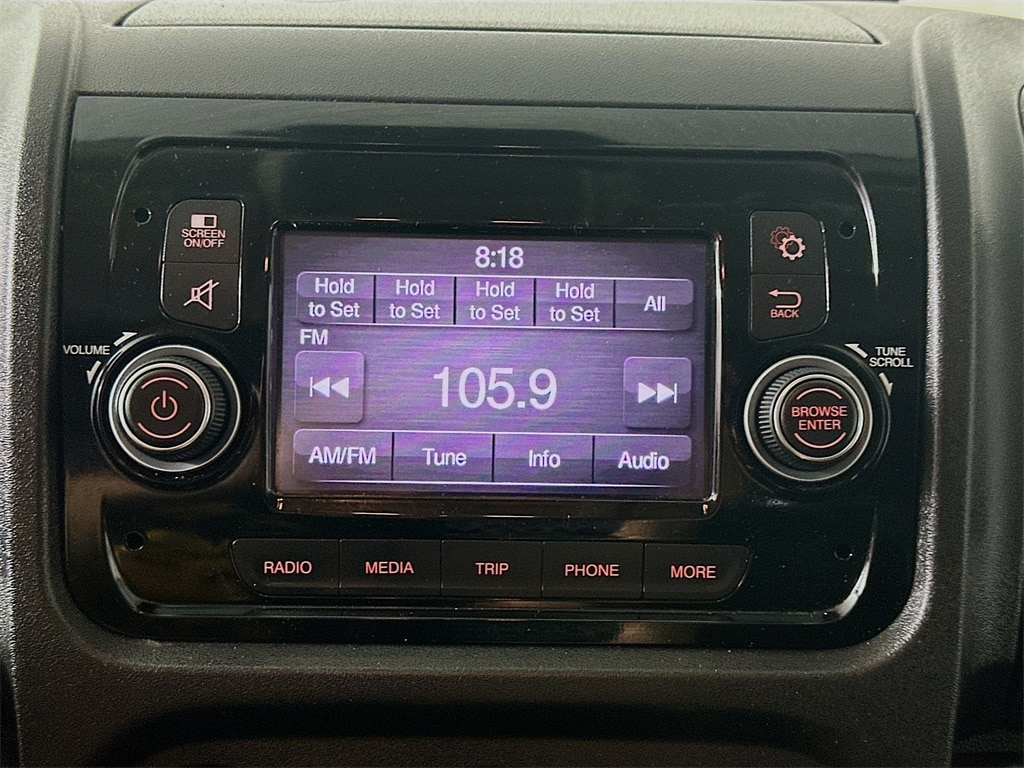 SCREEN
ON/OFF
8:18
Hold Hold Hold Hold
to Set to Set to Set to Set All
FM
VOLUME
TUNE
SCROLL
BACK
105.9
BROWSE
ENTER
AM/FM Tune Info Audio
RADIO MEDIA TRIP PHONE MORE